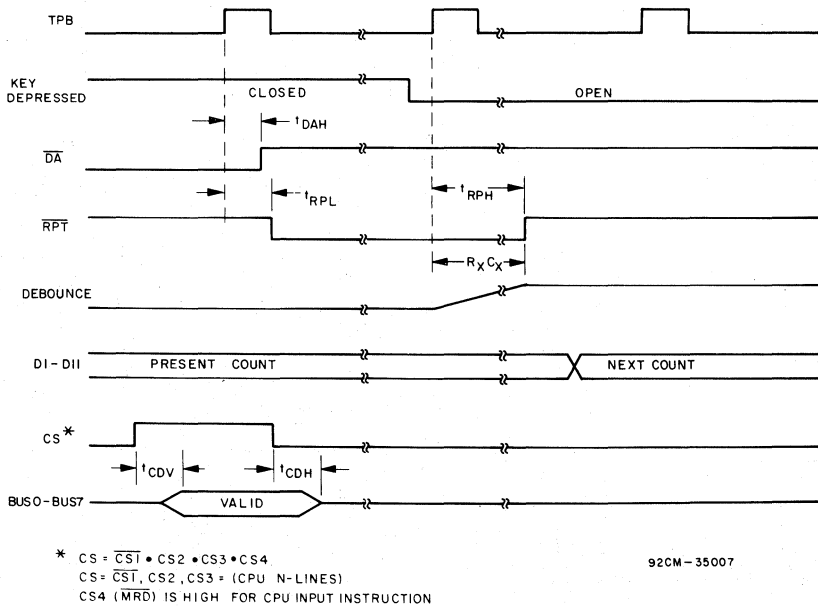 TPB
KEY
DEPRESSED
CLOSED
OPEN
tDAH
DA
tRPL
tRPH
RPT
RXCX
DEBOUNCE
DI-DII
PRESENT COUNT
NEXT COUNT
CS*
tCDV
tCDH
BUS0-BUS7
VALID
* CS = CSI • CS2 • CS3 • CS4
CS = CSI, CS2, CS3 = (CPU N-LINES)
CS4 (MRD) IS HIGH FOR CPU INPUT INSTRUCTION
92CM-35007